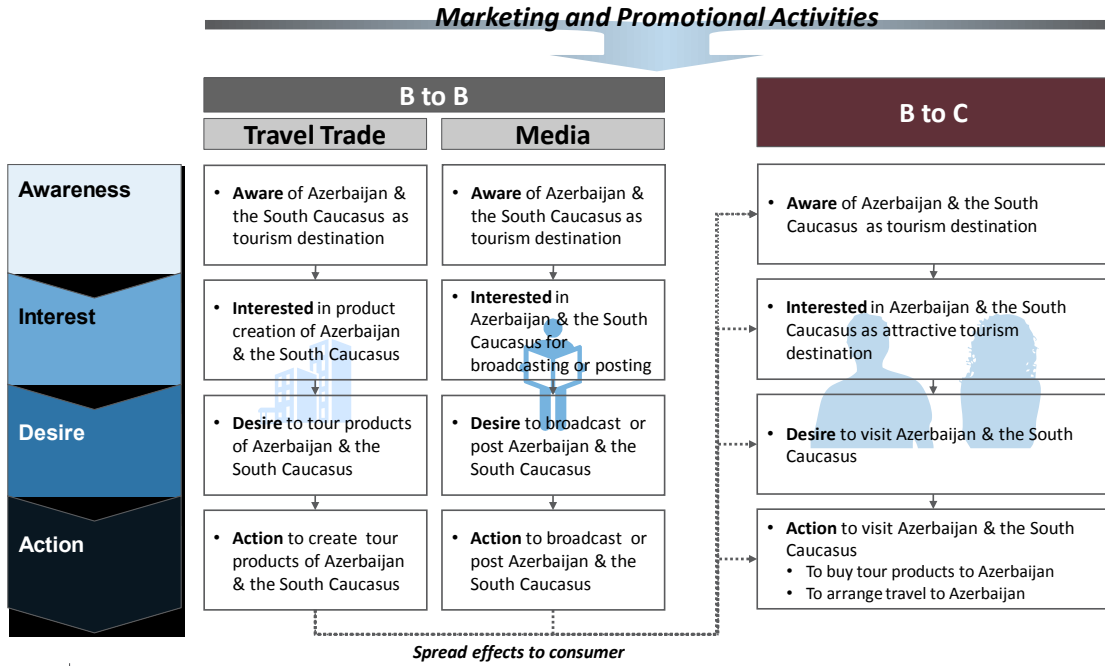 Marketing and Promotional Activities
B to B
B to C
Travel Trade
Media
Awareness
• Aware of Azerbaijan &
the South Caucasus as
tourism destination
• Aware of Azerbaijan &
the South Caucasus as
tourism destination
• Aware of Azerbaijan & the South
Caucasus as tourism destination
Interest
• Interested in product
creation of Azerbaijan
& the South Caucasus
• Interested in
Azerbaijan & the South
Caucasus for
broadcasting or posting
• Interested in Azerbaijan & the South
Caucasus as attractive tourism
destination
Desire
• Desire to tour products
of Azerbaijan & the
South Caucasus
• Desire to broadcast or
post Azerbaijan & the
South Caucasus
• Desire to visit Azerbaijan & the South
Caucasus
Action
• Action to create tour
products of Azerbaijan
& the South Caucasus
• Action to broadcast or
post Azerbaijan & the
South Caucasus
• Action to visit Azerbaijan & the South
Caucasus
• To buy tour products to Azerbaijan
• To arrange travel to Azerbaijan
Spread effects to consumer